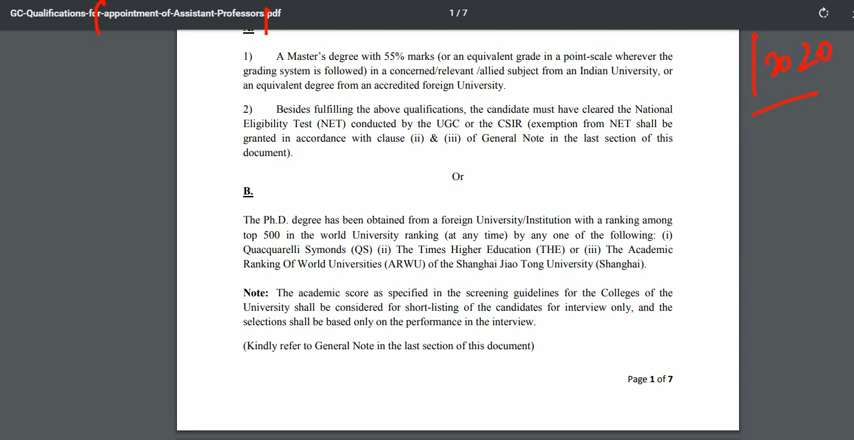 GC-Qualifications-for-appointment-of-Assistant-Professors.pdf
1 / 7
2020
A.
1) A Master's degree with 55% marks (or an equivalent grade in a point-scale wherever the
grading system is followed) in a concerned/relevant /allied subject from an Indian University, or
an equivalent degree from an accredited foreign University.
2) Besides fulfilling the above qualifications, the candidate must have cleared the National
Eligibility Test (NET) conducted by the UGC or the CSIR (exemption from NET shall be
granted in accordance with clause (ii) & (iii) of General Note in the last section of this
document).
Or
B.
The Ph.D. degree has been obtained from a foreign University/Institution with a ranking among
top 500 in the world University ranking (at any time) by any one of the following: (i)
Quacquarelli Symonds (QS) (ii) The Times Higher Education (THE) or (iii) The Academic
Ranking Of World Universities (ARWU) of the Shanghai Jiao Tong University (Shanghai).
Note: The academic score as specified in the screening guidelines for the Colleges of the
University shall be considered for short-listing of the candidates for interview only, and the
selections shall be based only on the performance in the interview.
(Kindly refer to General Note in the last section of this document)
Page 1 of 7